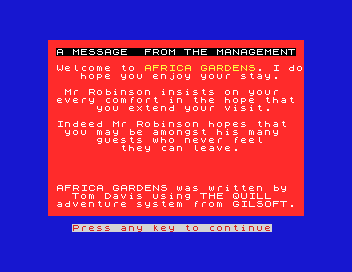 A MESSAGE  FROM THE MANAGEMENT
Welcome to AFRICA GARDENS. I do
hope you enjoy your stay.
Mr Robinson insists on your
every comfort in the hope that
you extend your visit.
Indeed Mr Robinson hopes that
you may be amongst his many
guests who never feel
they can leave.
AFRICA GARDENS was written by
Tom Davis using THE QUILL
adventure system from GILSOFT.
Press any key to continue